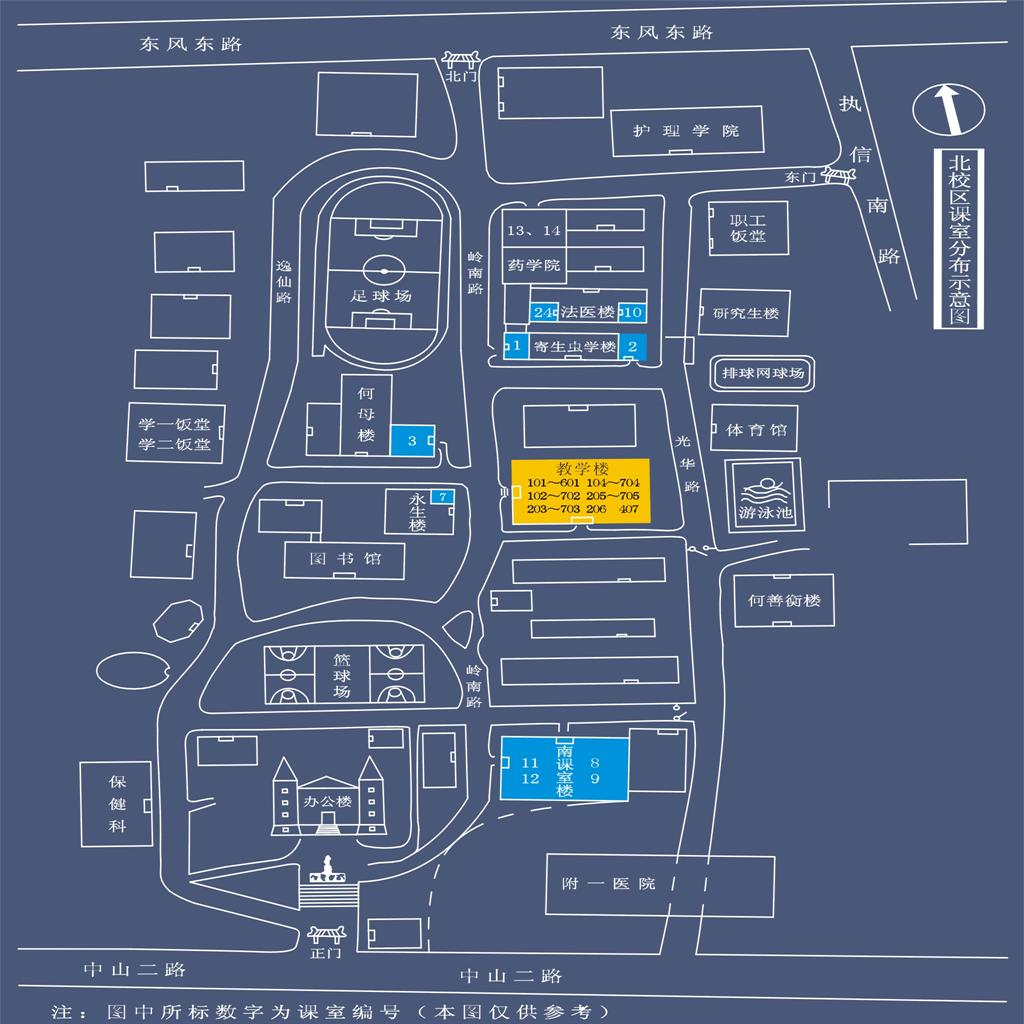 东风东路
东风东路
北门
护理学院
执信南路
北校区课室分布示意图
东门
职工
饭堂
13、14
药学院
逸仙路
岭南路
足球场
24 法医楼 10
研究生楼
1 寄生虫学楼 2
排球网球场
何母楼
3
学一饭堂
学二饭堂
体育馆
光华路
教学楼
101～601 104～704
102～702 205～705
203～703 206 407
永生楼
7
游泳池
图书馆
何善衡楼
篮球场
岭南路
南课室楼
11 8
12 9
保健科
办公楼
附一医院
正门
中山二路
中山二路
注：图中所标数字为课室编号（本图仅供参考）